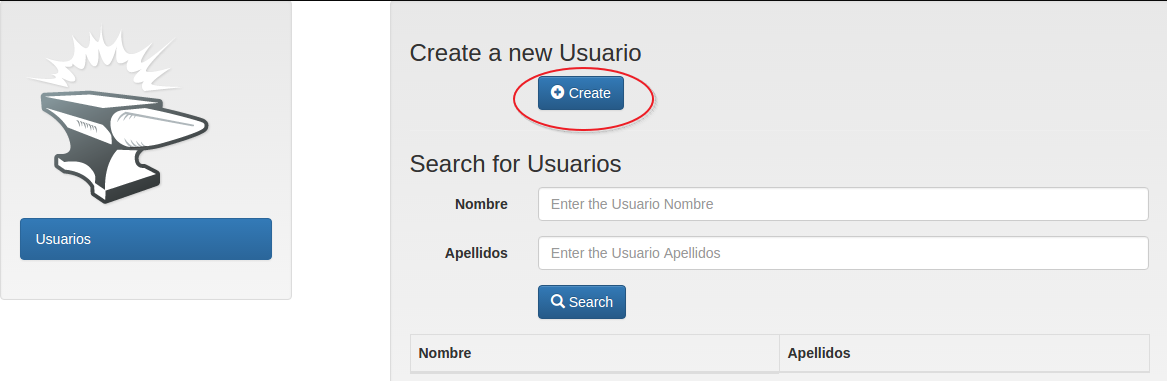 Create a new Usuario
Create
Usuarios
Search for Usuarios
Nombre Enter the Usuario Nombre
Apellidos Enter the Usuario Apellidos
Search
Nombre Apellidos